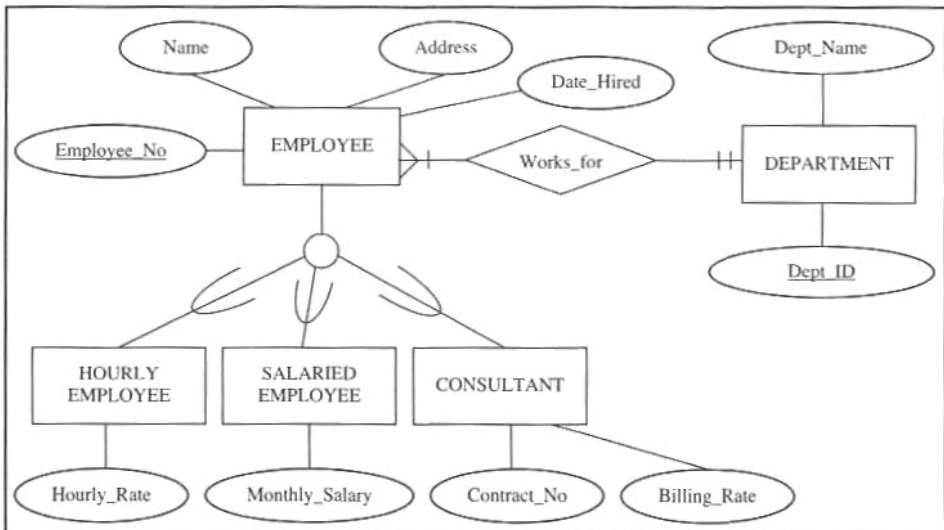 Name
Address
Dept_Name
Date_Hired
Employee_No
EMPLOYEE
Works_for
DEPARTMENT
Dept_ID
HOURLY
EMPLOYEE
SALARIED
EMPLOYEE
CONSULTANT
Hourly_Rate
Monthly_Salary
Contract_No
Billing_Rate